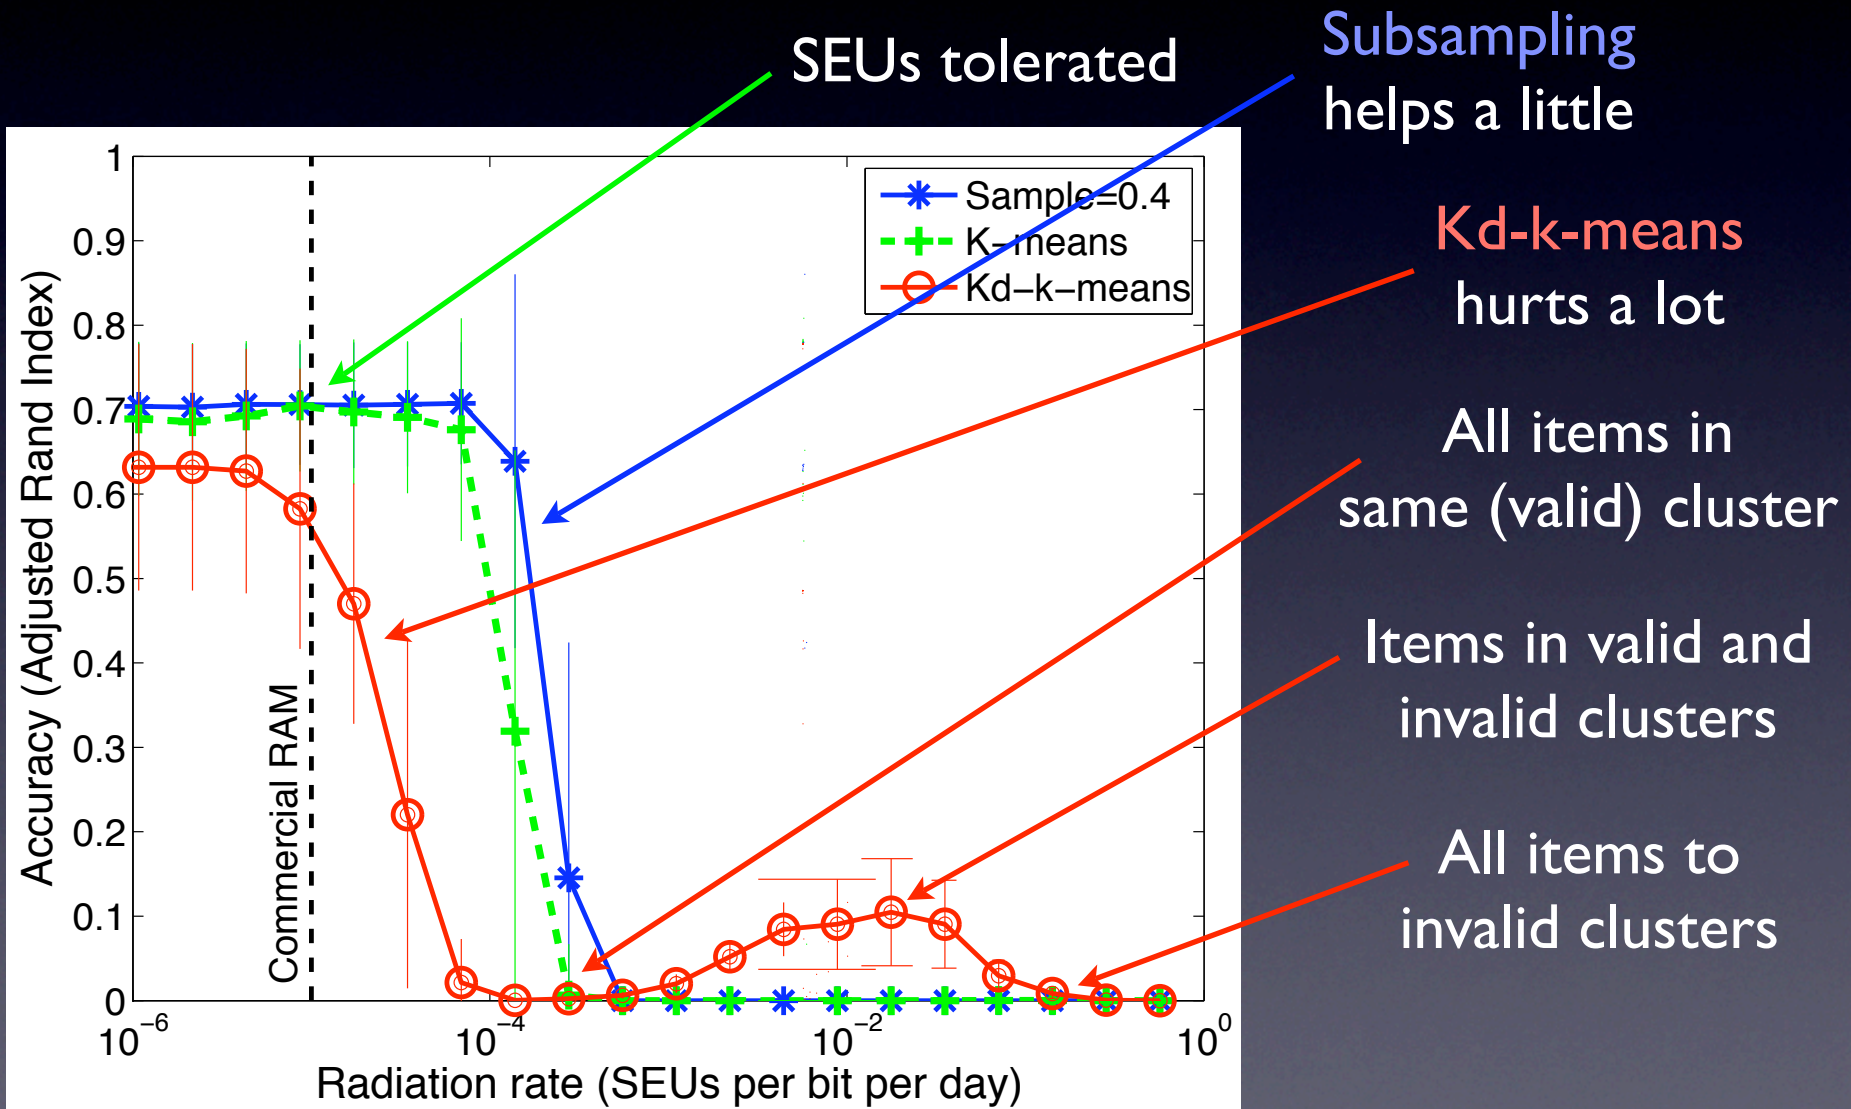 SEUs tolerated
Subsampling
helps a little
Kd-k-means
hurts a lot
All items in
same (valid) cluster
Items in valid and
invalid clusters
All items to
invalid clusters
Sample=0.4
K-means
Kd-k-means
Accuracy (Adjusted Rand Index)
1
0.9
0.8
0.7
0.6
0.5
0.4
0.3
0.2
0.1
0
Commercial RAM
10^-6
10^-4
10^-2
10^0
Radiation rate (SEUs per bit per day)